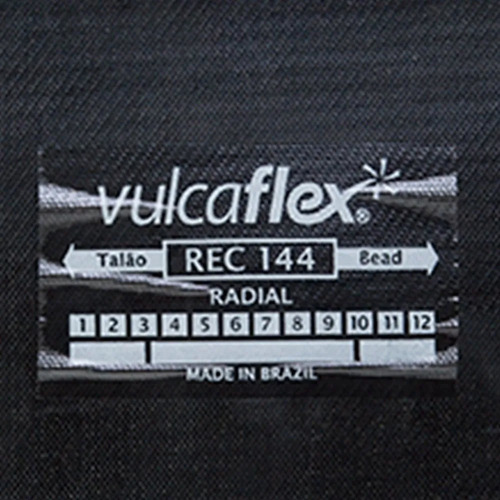 vulcaflex®
Talão REC 144 Bead
RADIAL
1 2 3 4 5 6 7 8 9 10 11 12
MADE IN BRAZIL